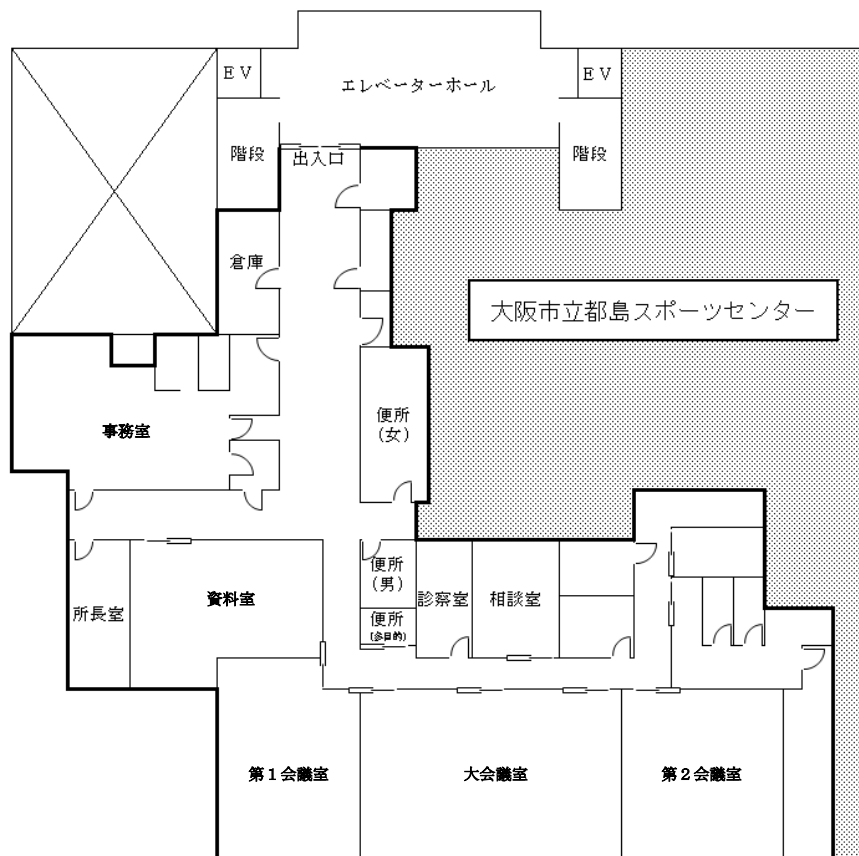 ＥＶ
エレベーターホール
ＥＶ
階段
出入口
階段
倉庫
大阪市立都島スポーツセンター
便所
(女)
事務室
便所
(男)
診察室
相談室
資料室
所長室
便所
(多目的)
第１会議室
大会議室
第２会議室